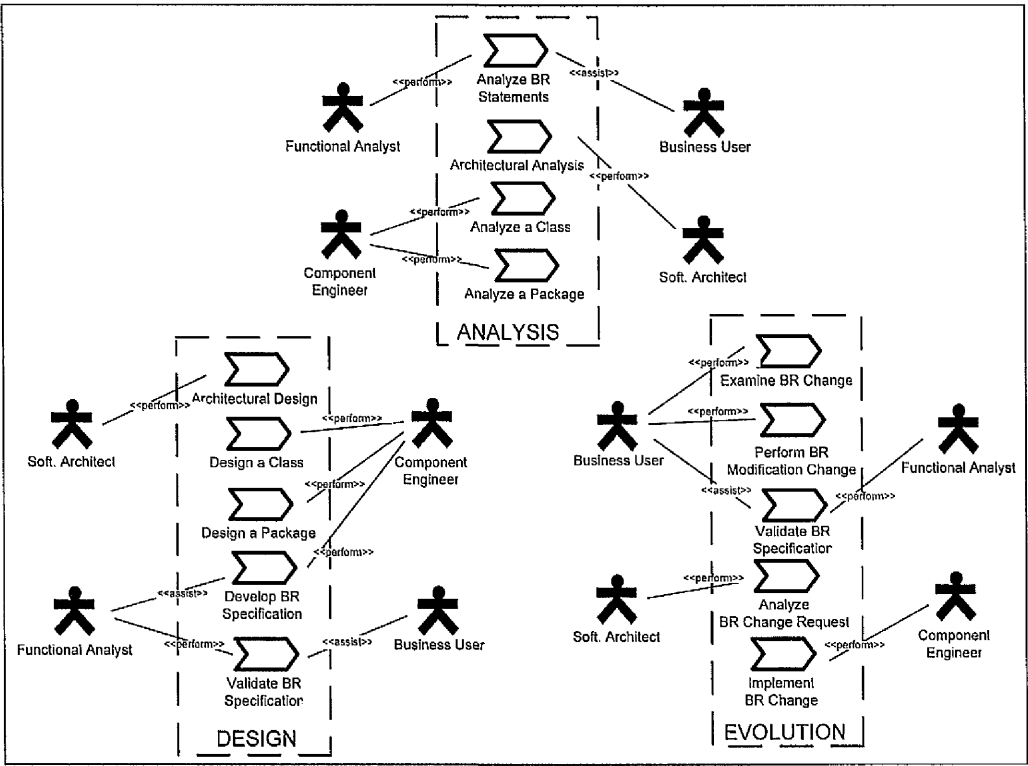 <<perform>>
Analyze BR
Statements
<<assist>>
Functional Analyst
Business User
Architectural Analysis
<<perform>>
<<perform>>
Analyze a Class
Component
Engineer
<<perform>>
Analyze a Package
Soft. Architect
ANALYSIS
<<perform>>
Architectural Design
Soft. Architect
<<perform>>
Design a Class
Component
Engineer
<<perform>>
Design a Package
<<perform>>
<<assist>>
Develop BR
Specification
Functional Analyst
<<perform>>
<<assist>>
Business User
Validate BR
Specification
DESIGN
<<perform>>
Examine BR Change
<<perform>>
Business User
Perform BR
Modification Change
Functional Analyst
<<assist>>
<<perform>>
Validate BR
Specification
<<perform>>
Soft. Architect
Analyze
BR Change Request
Component
Engineer
<<perform>>
Implement
BR Change
EVOLUTION